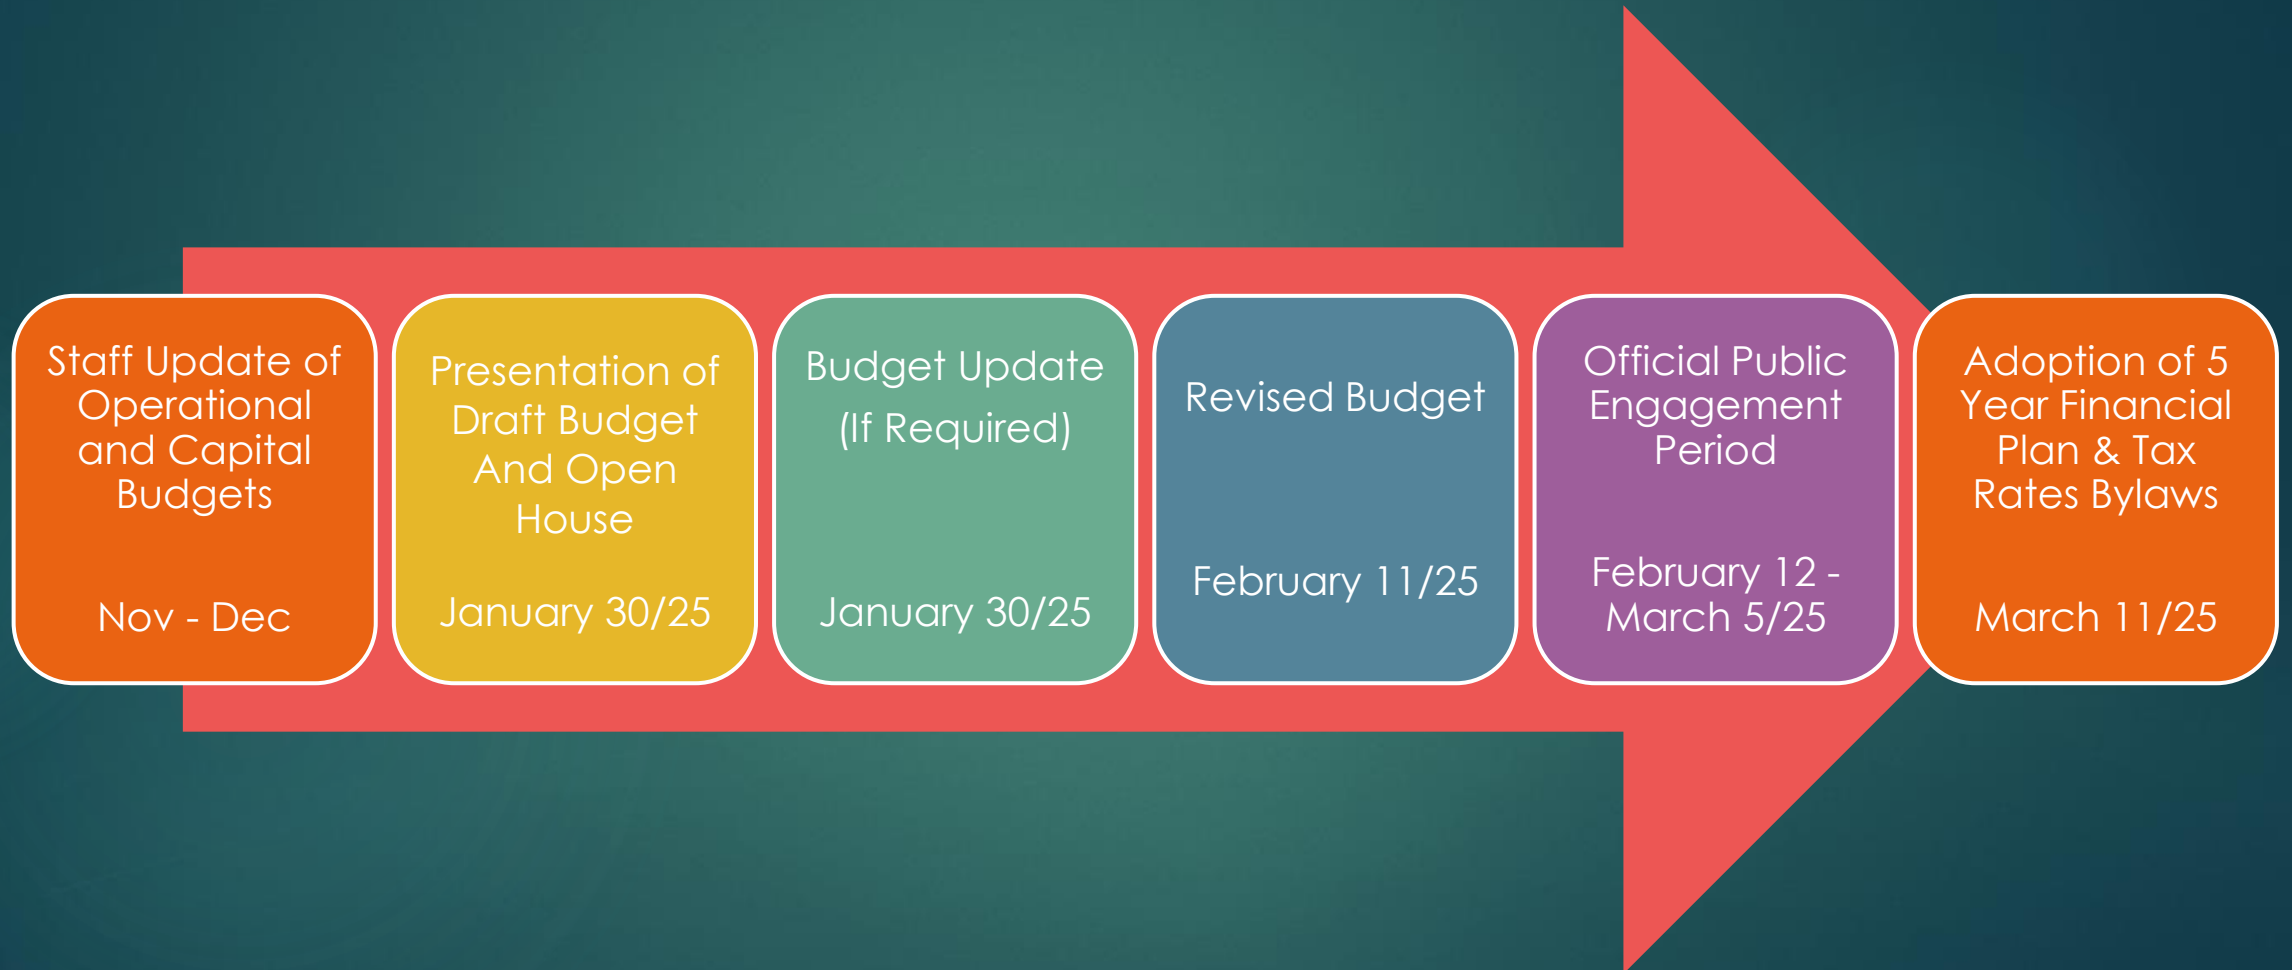 Staff Update of
Operational
and Capital
Budgets
Nov - Dec
Presentation of
Draft Budget
And Open
House
January 30/25
Budget Update
(If Required)
January 30/25
Revised Budget
February 11/25
Official Public
Engagement
Period
February 12 -
March 5/25
Adoption of 5
Year Financial
Plan & Tax
Rates Bylaws
March 11/25